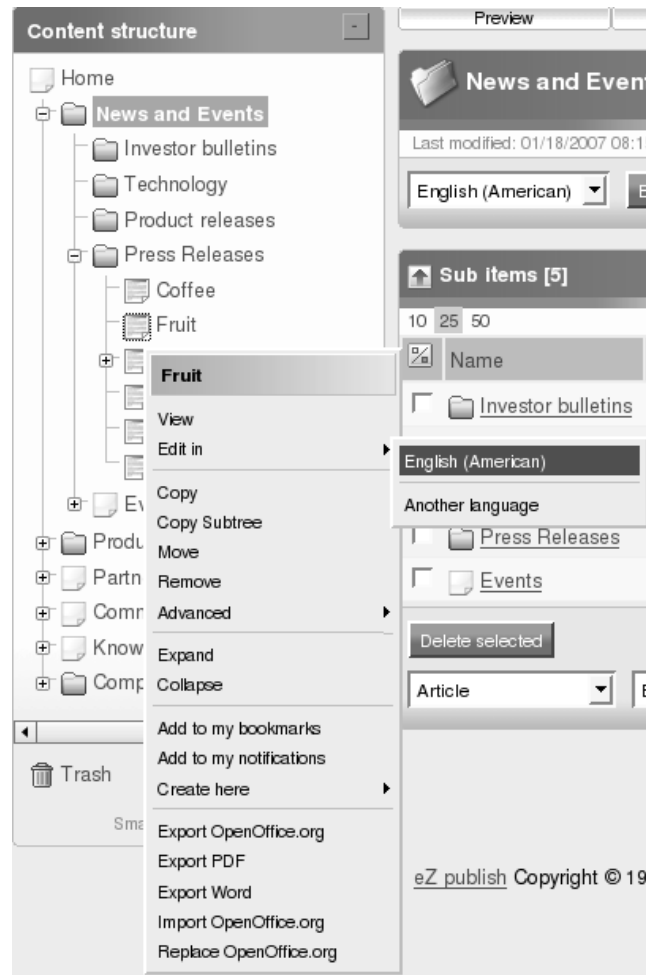 Content structure
-
Home
News and Events
Investor bulletins
Technology
Product releases
Press Releases
Coffee
Fruit
Fruit
View
Edit in
Copy
Copy Subtree
Move
Remove
Advanced
Expand
Collapse
Add to my bookmarks
Add to my notifications
Create here
Export OpenOffice.org
Export PDF
Export Word
Import OpenOffice.org
Replace OpenOffice.org
English (American)
Another language
Trash
Preview
News and Even
Last modified: 01/18/2007 08:1
English (American)
Sub items [5]
10 25 50
Name
Investor bulletins
Press Releases
Events
Delete selected
Article
eZ publish Copyright © 19